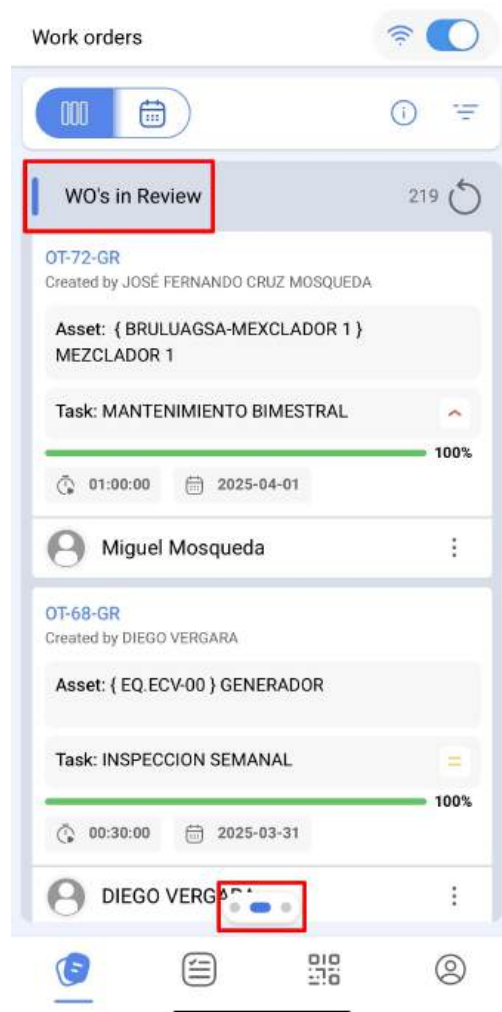 Work orders
WO's in Review
219
OT-72-GR
Created by JOSÉ FERNANDO CRUZ MOSQUEDA
Asset: { BRULUAGSA-MEXCLADOR 1 }
MEZCLADOR 1
Task: MANTENIMIENTO BIMESTRAL
100%
01:00:00 2025-04-01
Miguel Mosqueda
OT-68-GR
Created by DIEGO VERGARA
Asset: { EQ.ECV-00 } GENERADOR
Task: INSPECCION SEMANAL
100%
00:30:00 2025-03-31
DIEGO VERGARA